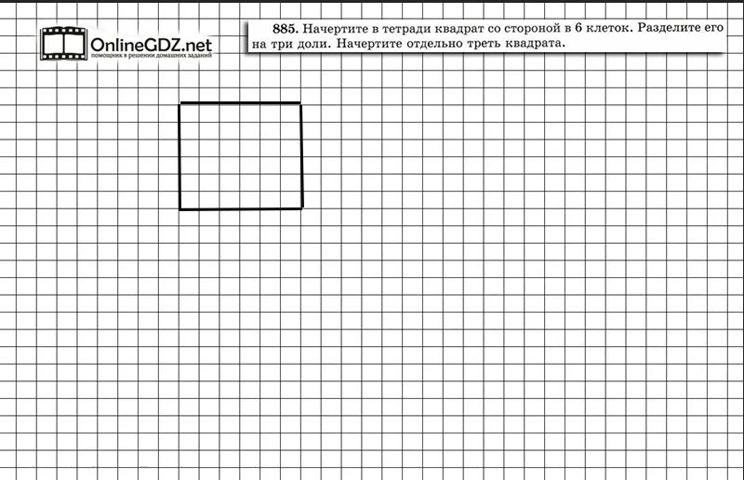 OnlineGDZ.net
помощник в решении домашних заданий
885. Начертите в тетради квадрат со стороной в 6 клеток. Разделите его
на три доли. Начертите отдельно треть квадрата.